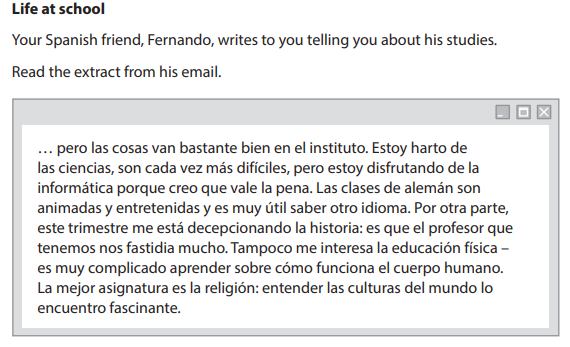 Life at school
Your Spanish friend, Fernando, writes to you telling you about his studies.
Read the extract from his email.
… pero las cosas van bastante bien en el instituto. Estoy harto de
las ciencias, son cada vez más difíciles, pero estoy disfrutando de la
informática porque creo que vale la pena. Las clases de alemán son
animadas y entretenidas y es muy útil saber otro idioma. Por otra parte,
este trimestre me está decepcionando la historia: es que el profesor que
tenemos nos fastidia mucho. Tampoco me interesa la educación física –
es muy complicado aprender sobre cómo funciona el cuerpo humano.
La mejor asignatura es la religión: entender las culturas del mundo lo
encuentro fascinante.